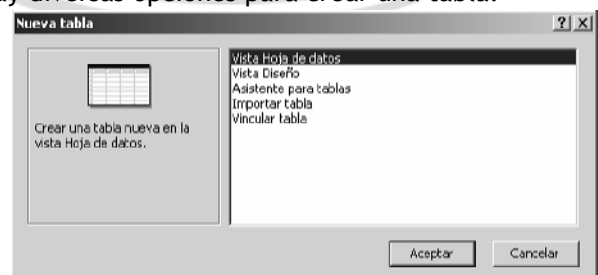 y diversas opciones para crear una tabla.
Nueva tabla
Vista Hoja de datos
Vista Diseño
Asistente para tablas
Importar tabla
Vincular tabla
Crear una tabla nueva en la
vista Hoja de datos.
Aceptar
Cancelar